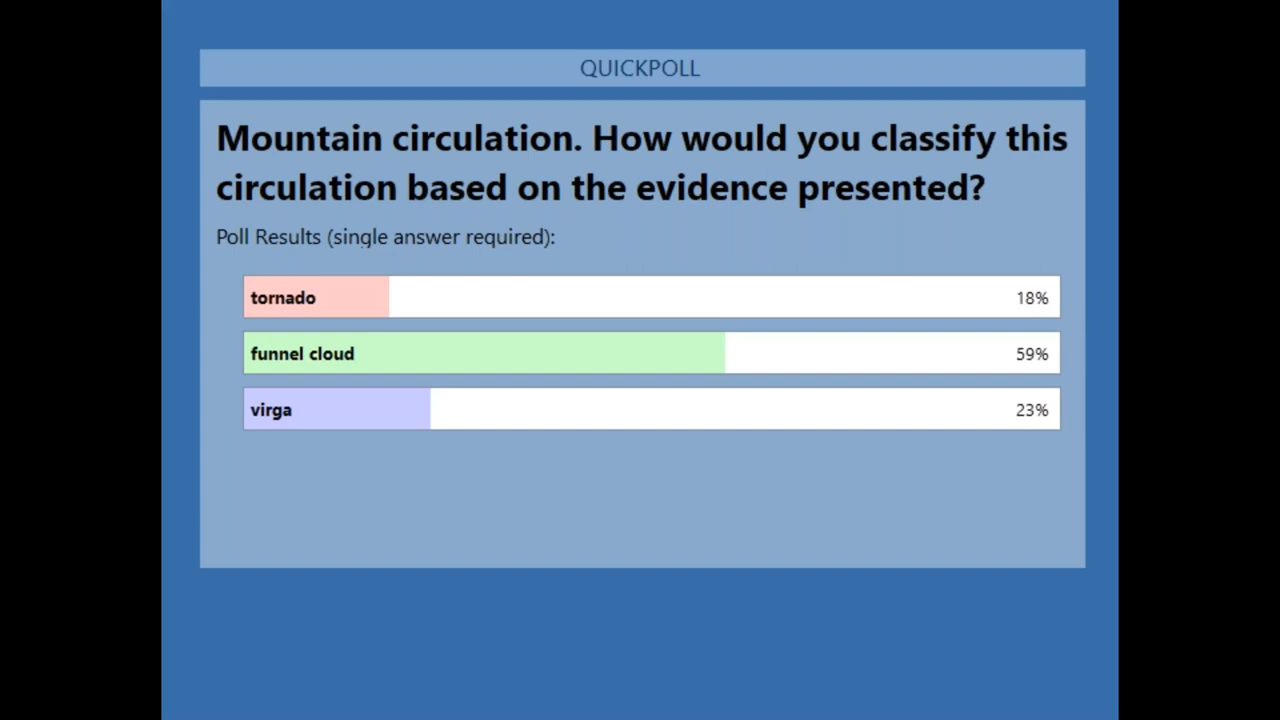 QUICKPOLL
Mountain circulation. How would you classify this
circulation based on the evidence presented?
Poll Results (single answer required):
tornado 18%
funnel cloud 59%
virga 23%